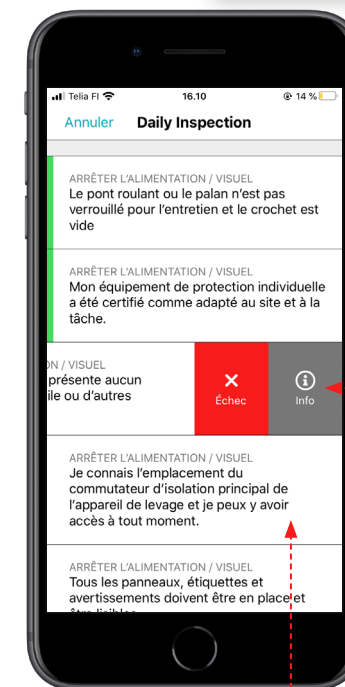 Telia FI
16.10
14 %
Annuler
Daily Inspection
ARRÊTER L'ALIMENTATION / VISUEL
Le pont roulant ou le palan n'est pas
verrouillé pour l'entretien et le crochet est
vide
ARRÊTER L'ALIMENTATION / VISUEL
Mon équipement de protection individuelle
a été certifié comme adapté au site et à la
tâche.
ON / VISUEL
présente aucun
ile ou d'autres
Échec
Info
ARRÊTER L'ALIMENTATION / VISUEL
Je connais l'emplacement du
commutateur d'isolation principal de
l'appareil de levage et je peux y avoir
accès à tout moment.
ARRÊTER L'ALIMENTATION / VISUEL
Tous les panneaux, étiquettes et
avertissements doivent être en place et